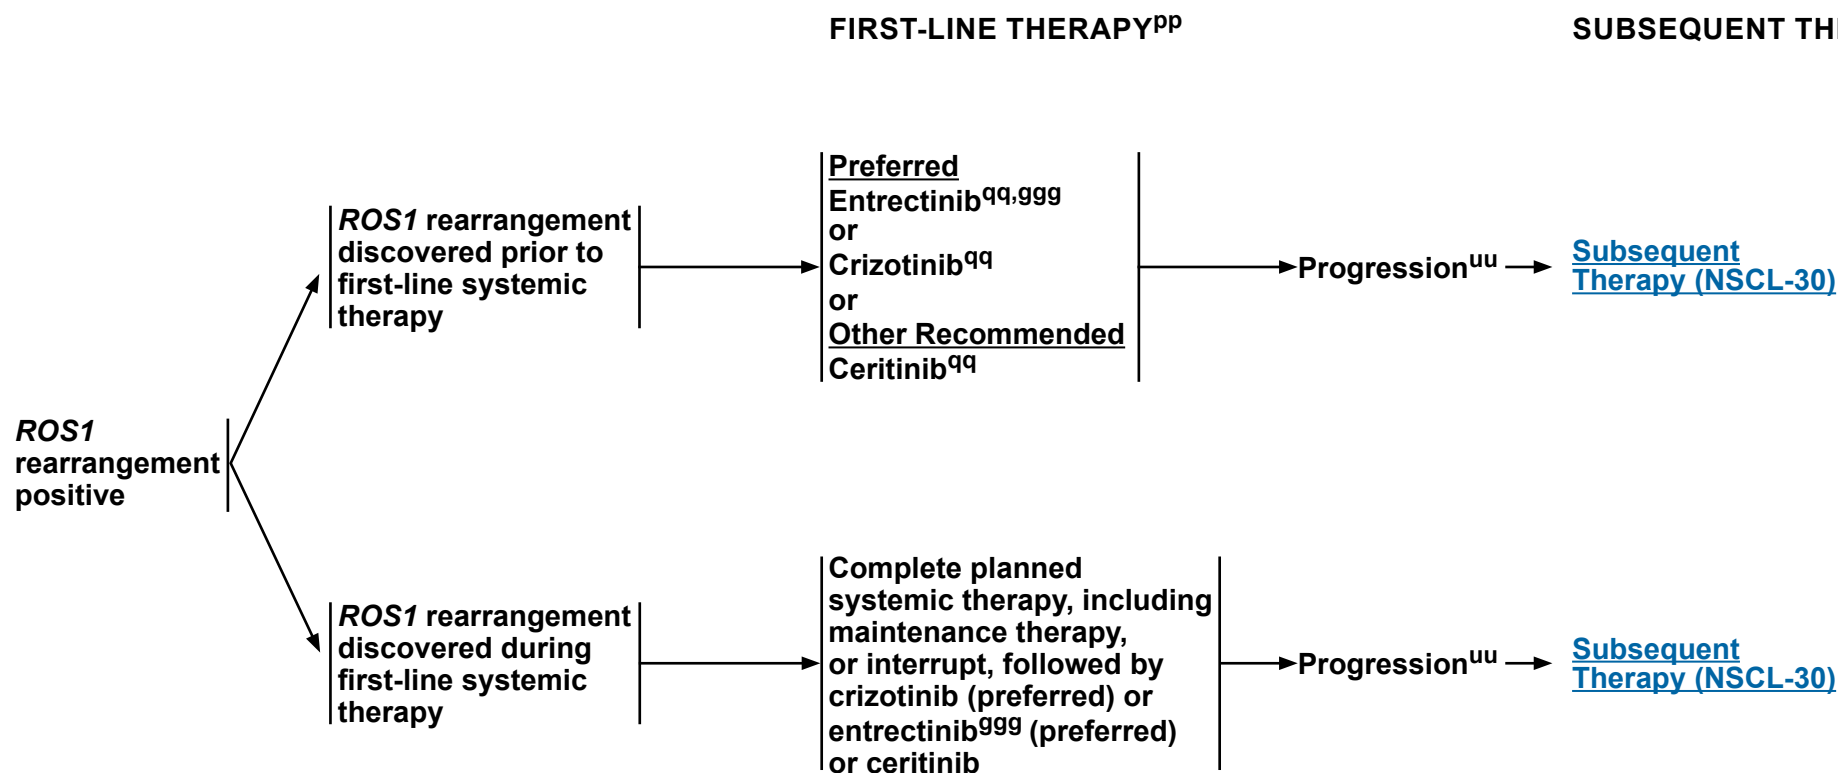 FIRST-LINE THERAPYpp
SUBSEQUENT
ROS1 rearrangement
discovered prior to
first-line systemic
therapy
Preferred
Entrectinibqq,ggg
or
Crizotinibqq
or
Other Recommended
Ceritinibqq
Progressionuu
Subsequent
Therapy (NSCL-30)
ROS1
rearrangement
positive
ROS1 rearrangement
discovered during
first-line systemic
therapy
Complete planned
systemic therapy, including
maintenance therapy,
or interrupt, followed by
crizotinib (preferred) or
entrectinibggg (preferred)
or ceritinib
Progressionuu
Subsequent
Therapy (NSCL-30)